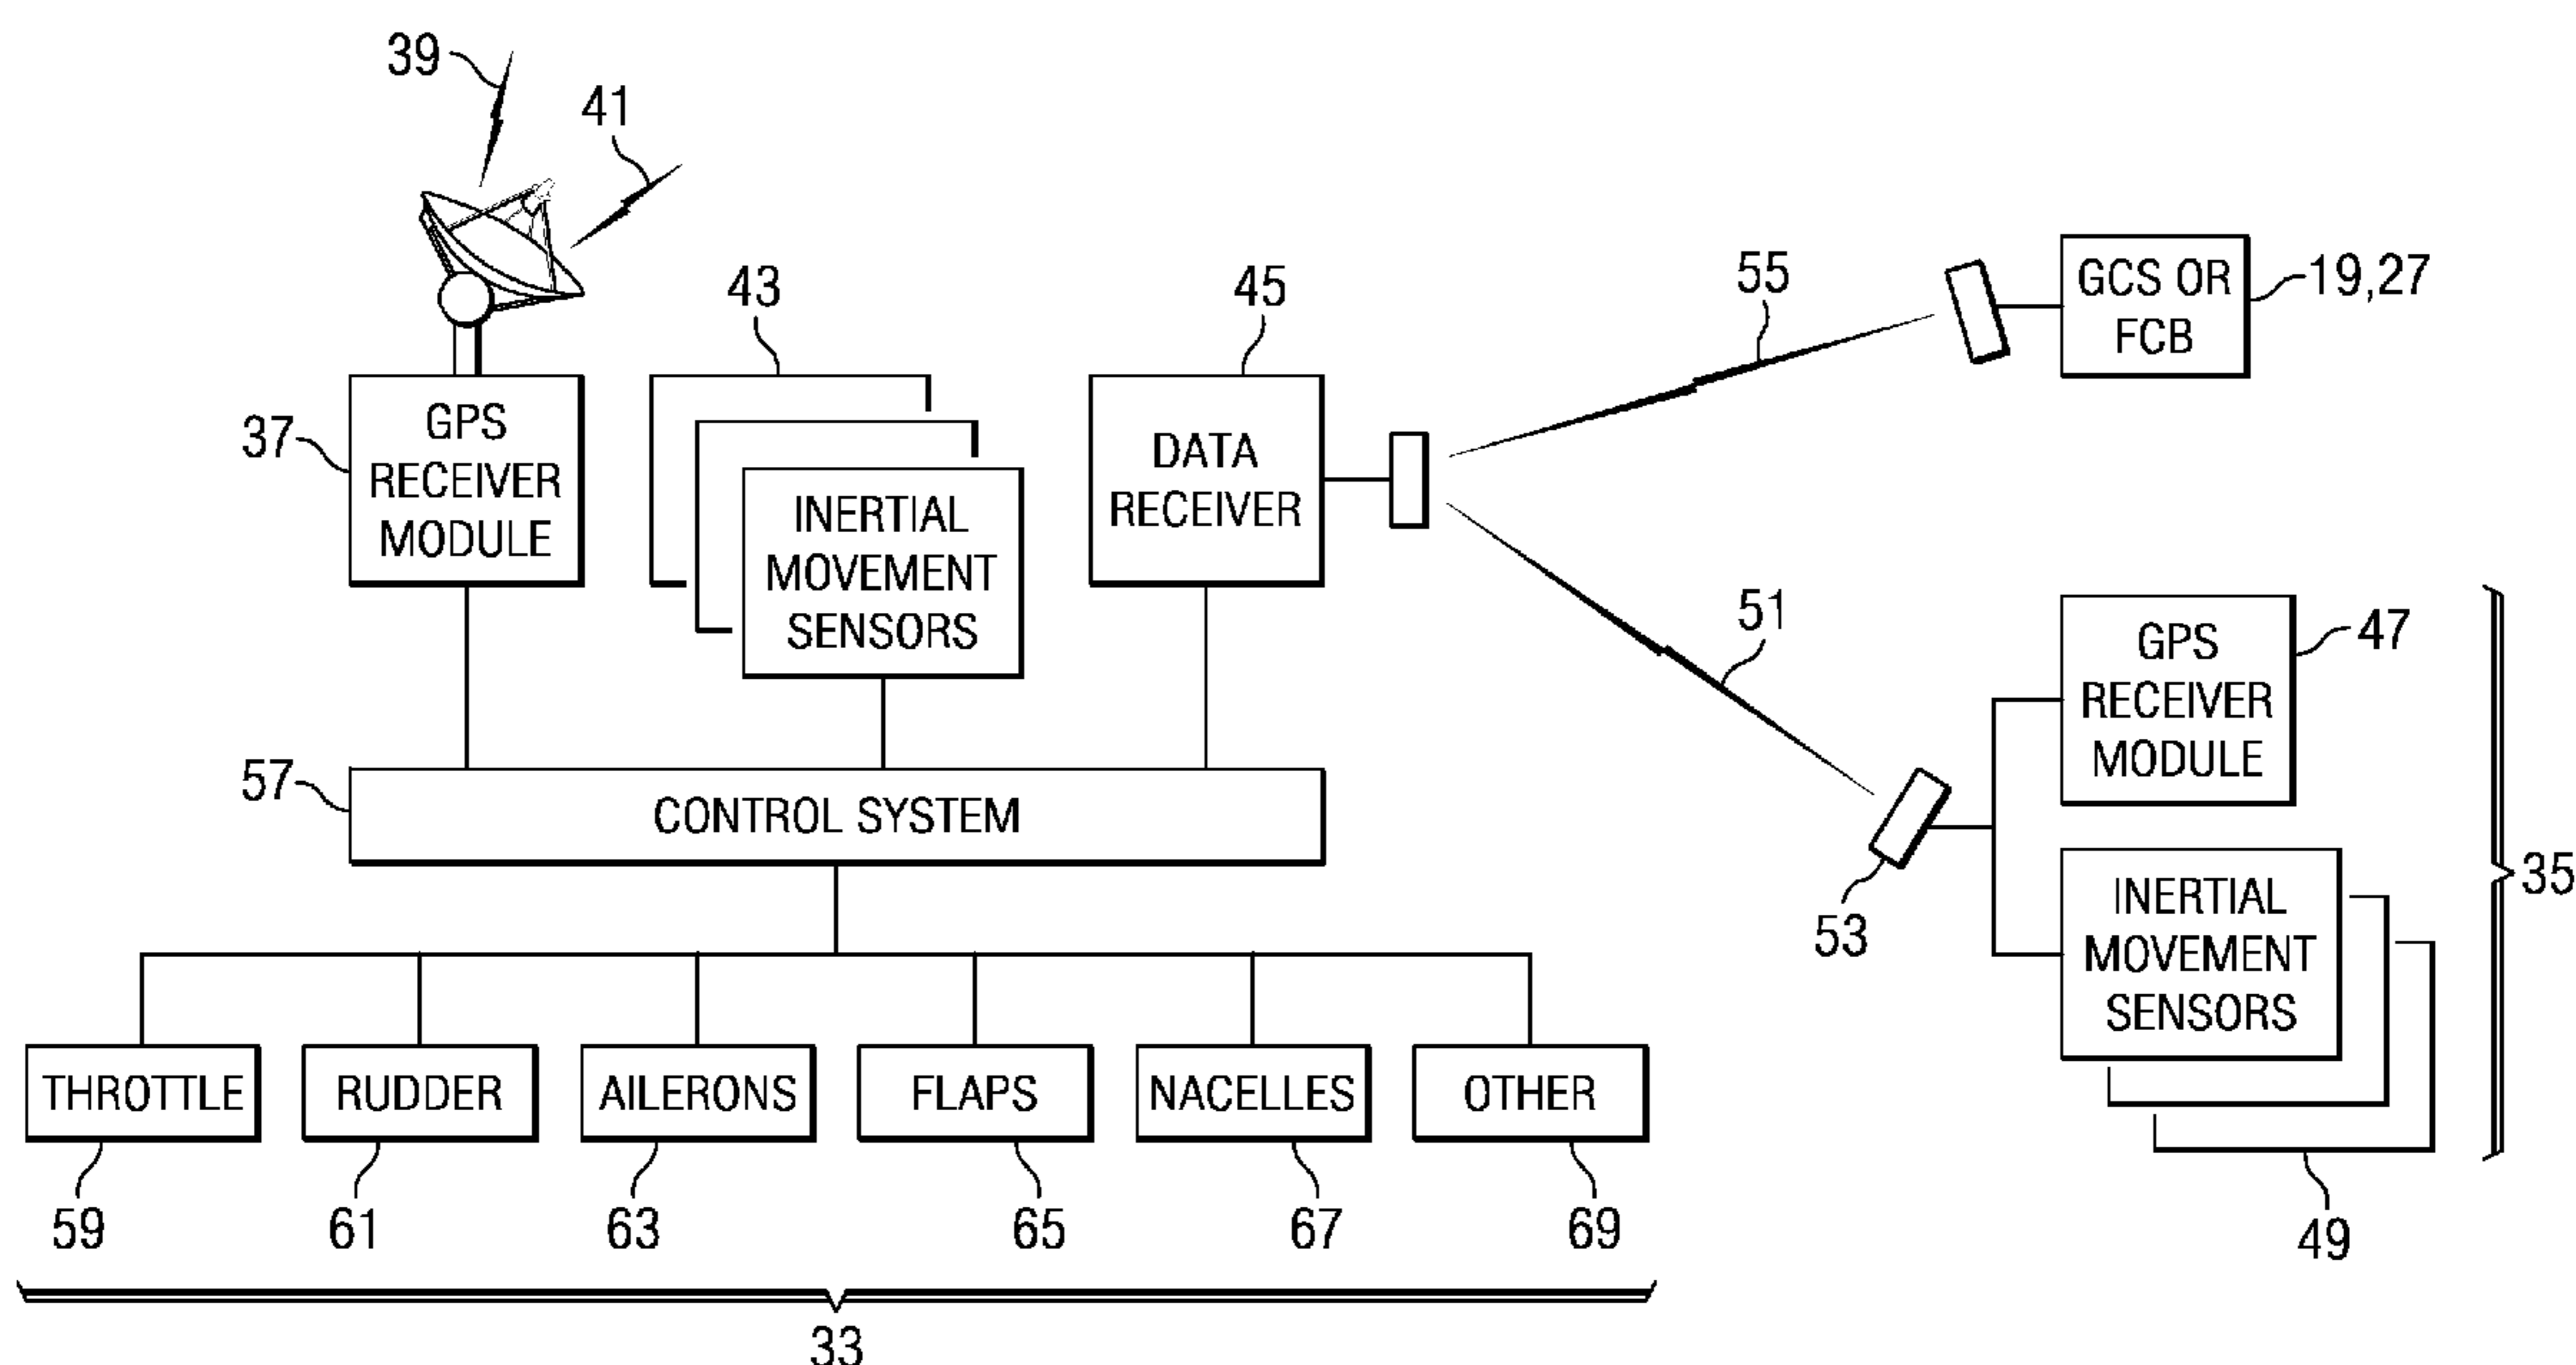 39
41
43
45
55
GCS OR
FCB
19,27
37
GPS
RECEIVER
MODULE
INERTIAL
MOVEMENT
SENSORS
DATA
RECEIVER
51
GPS
RECEIVER
MODULE
47
57
CONTROL SYSTEM
53
INERTIAL
MOVEMENT
SENSORS
35
49
THROTTLE
RUDDER
AILERONS
FLAPS
NACELLES
OTHER
59
61
63
65
67
69
33